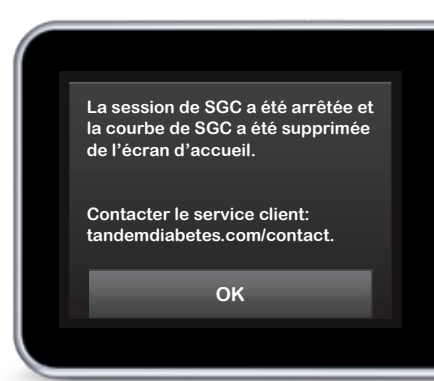 La session de SGC a été arrêtée et
la courbe de SGC a été supprimée
de l'écran d'accueil.
Contacter le service client:
tandemdiabetes.com/contact.
OK